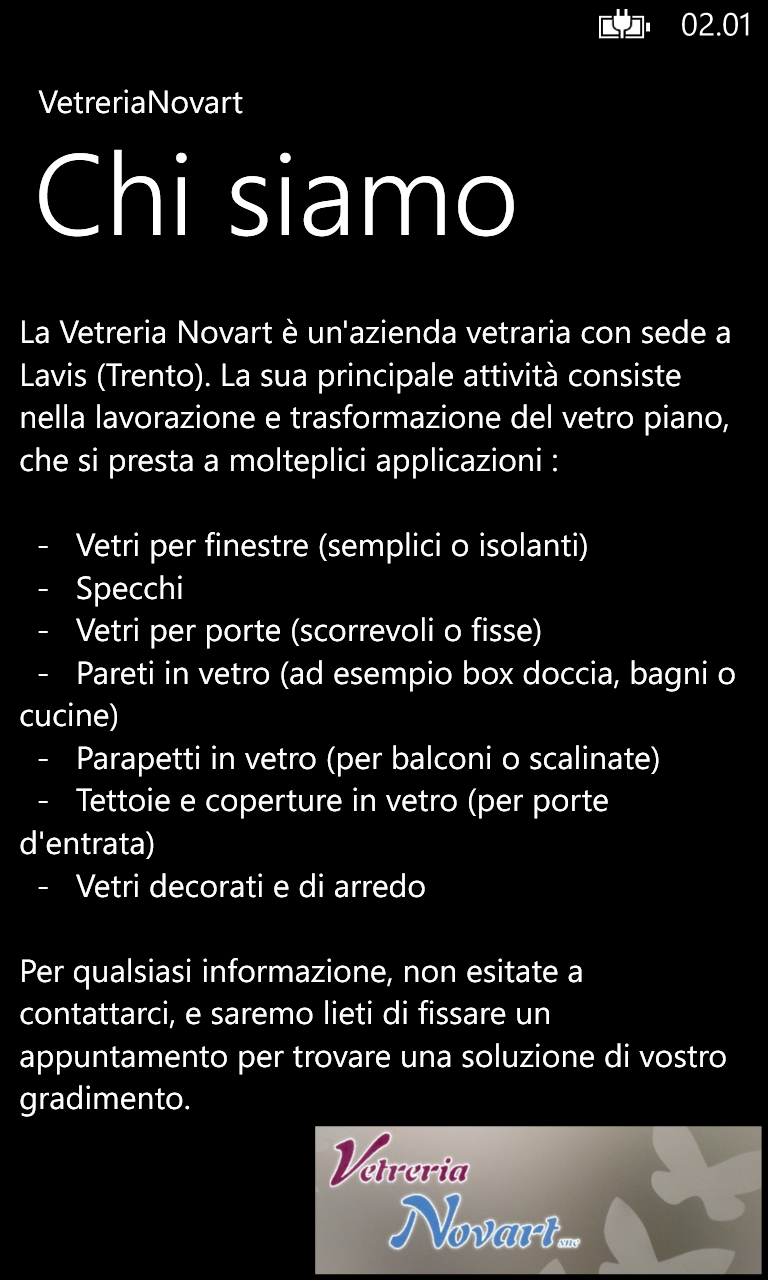 02.01
VetreriaNovart
Chi siamo
La Vetreria Novart è un'azienda vetraria con sede a
Lavis (Trento). La sua principale attività consiste
nella lavorazione e trasformazione del vetro piano,
che si presta a molteplici applicazioni :
- Vetri per finestre (semplici o isolanti)
- Specchi
- Vetri per porte (scorrevoli o fisse)
- Pareti in vetro (ad esempio box doccia, bagni o
cucine)
- Parapetti in vetro (per balconi o scalinate)
- Tettoie e coperture in vetro (per porte
d'entrata)
- Vetri decorati e di arredo
Per qualsiasi informazione, non esitate a
contattarci, e saremo lieti di fissare un
appuntamento per trovare una soluzione di vostro
gradimento.
Vetreria
Novart snc